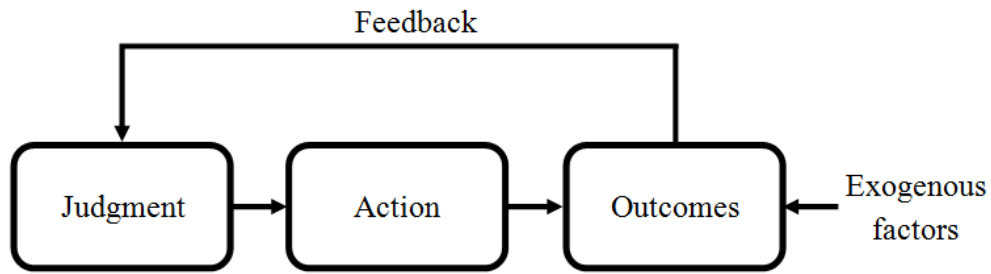 Feedback
Judgment
Action
Outcomes
Exogenous
factors